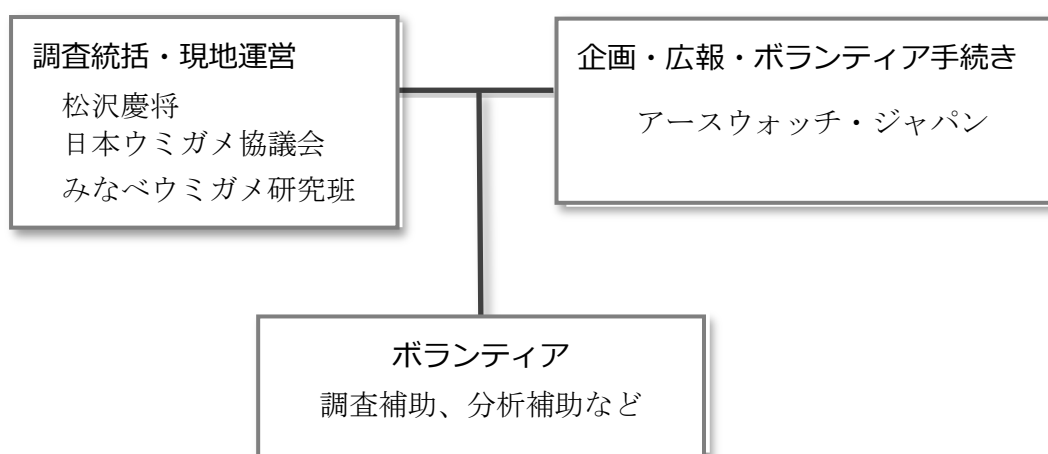 調査統括・現地運営
松沢慶将
日本ウミガメ協議会
みなべウミガメ研究班
企画・広報・ボランティア手続き
アースウォッチ・ジャパン
ボランティア
調査補助、分析補助など